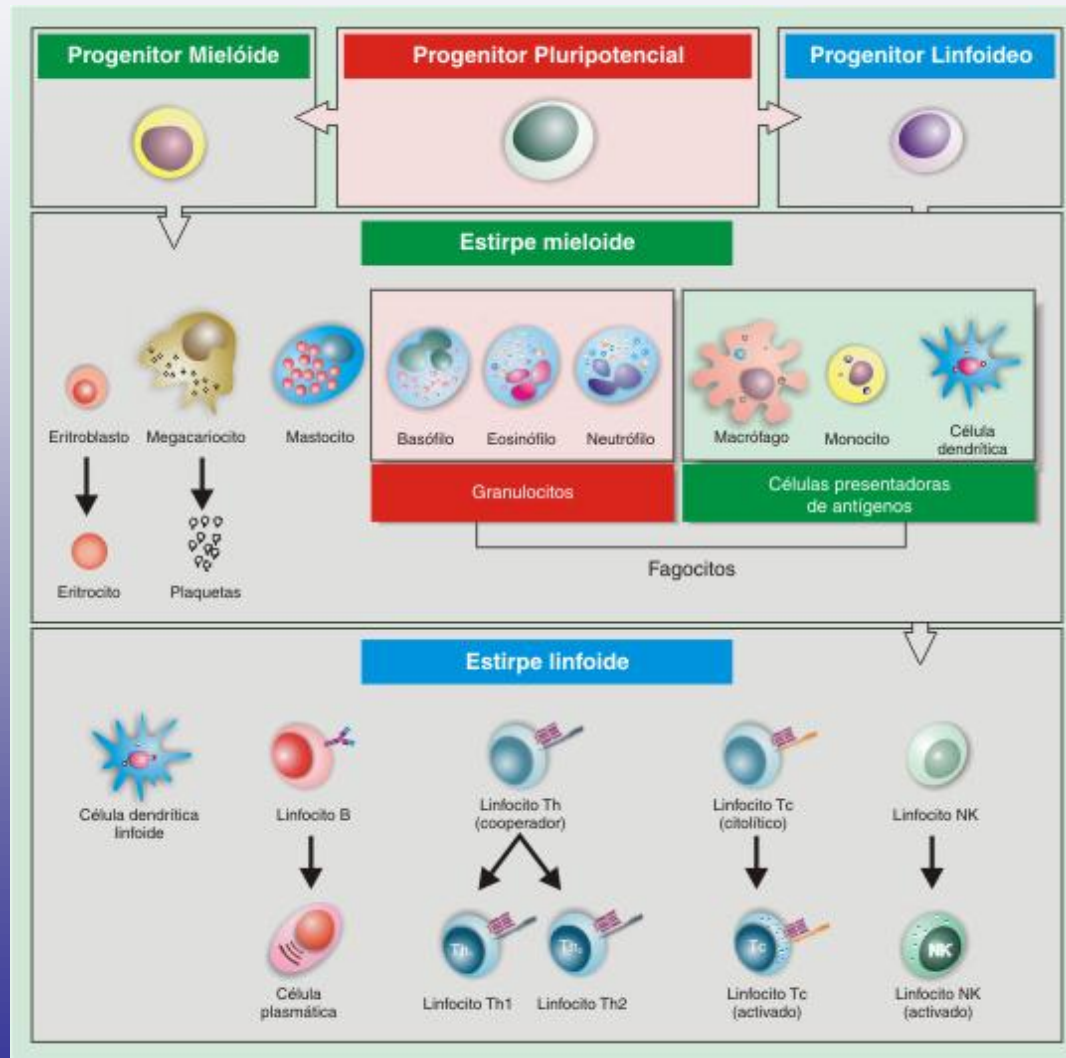 Progenitor Mielóide
Progenitor Pluripotencial
Progenitor Linfoideo
Estirpe mieloide
Eritroblasto
Megacariocito
Mastocito
Basófilo
Eosinófilo
Neutrófilo
Macrófago
Monocito
Célula
dendrítica
Granulocitos
Células presentadoras
de antígenos
Fagocitos
Eritrocito
Plaquetas
Estirpe linfoide
Célula dendrítica
linfoide
Linfocito B
Linfocito Th
(cooperador)
Linfocito Tc
(citolítico)
Linfocito NK
Th1
Th2
Tc
NK
Célula
plasmática
Linfocito Th1
Linfocito Th2
Linfocito Tc
(activado)
Linfocito NK
(activado)